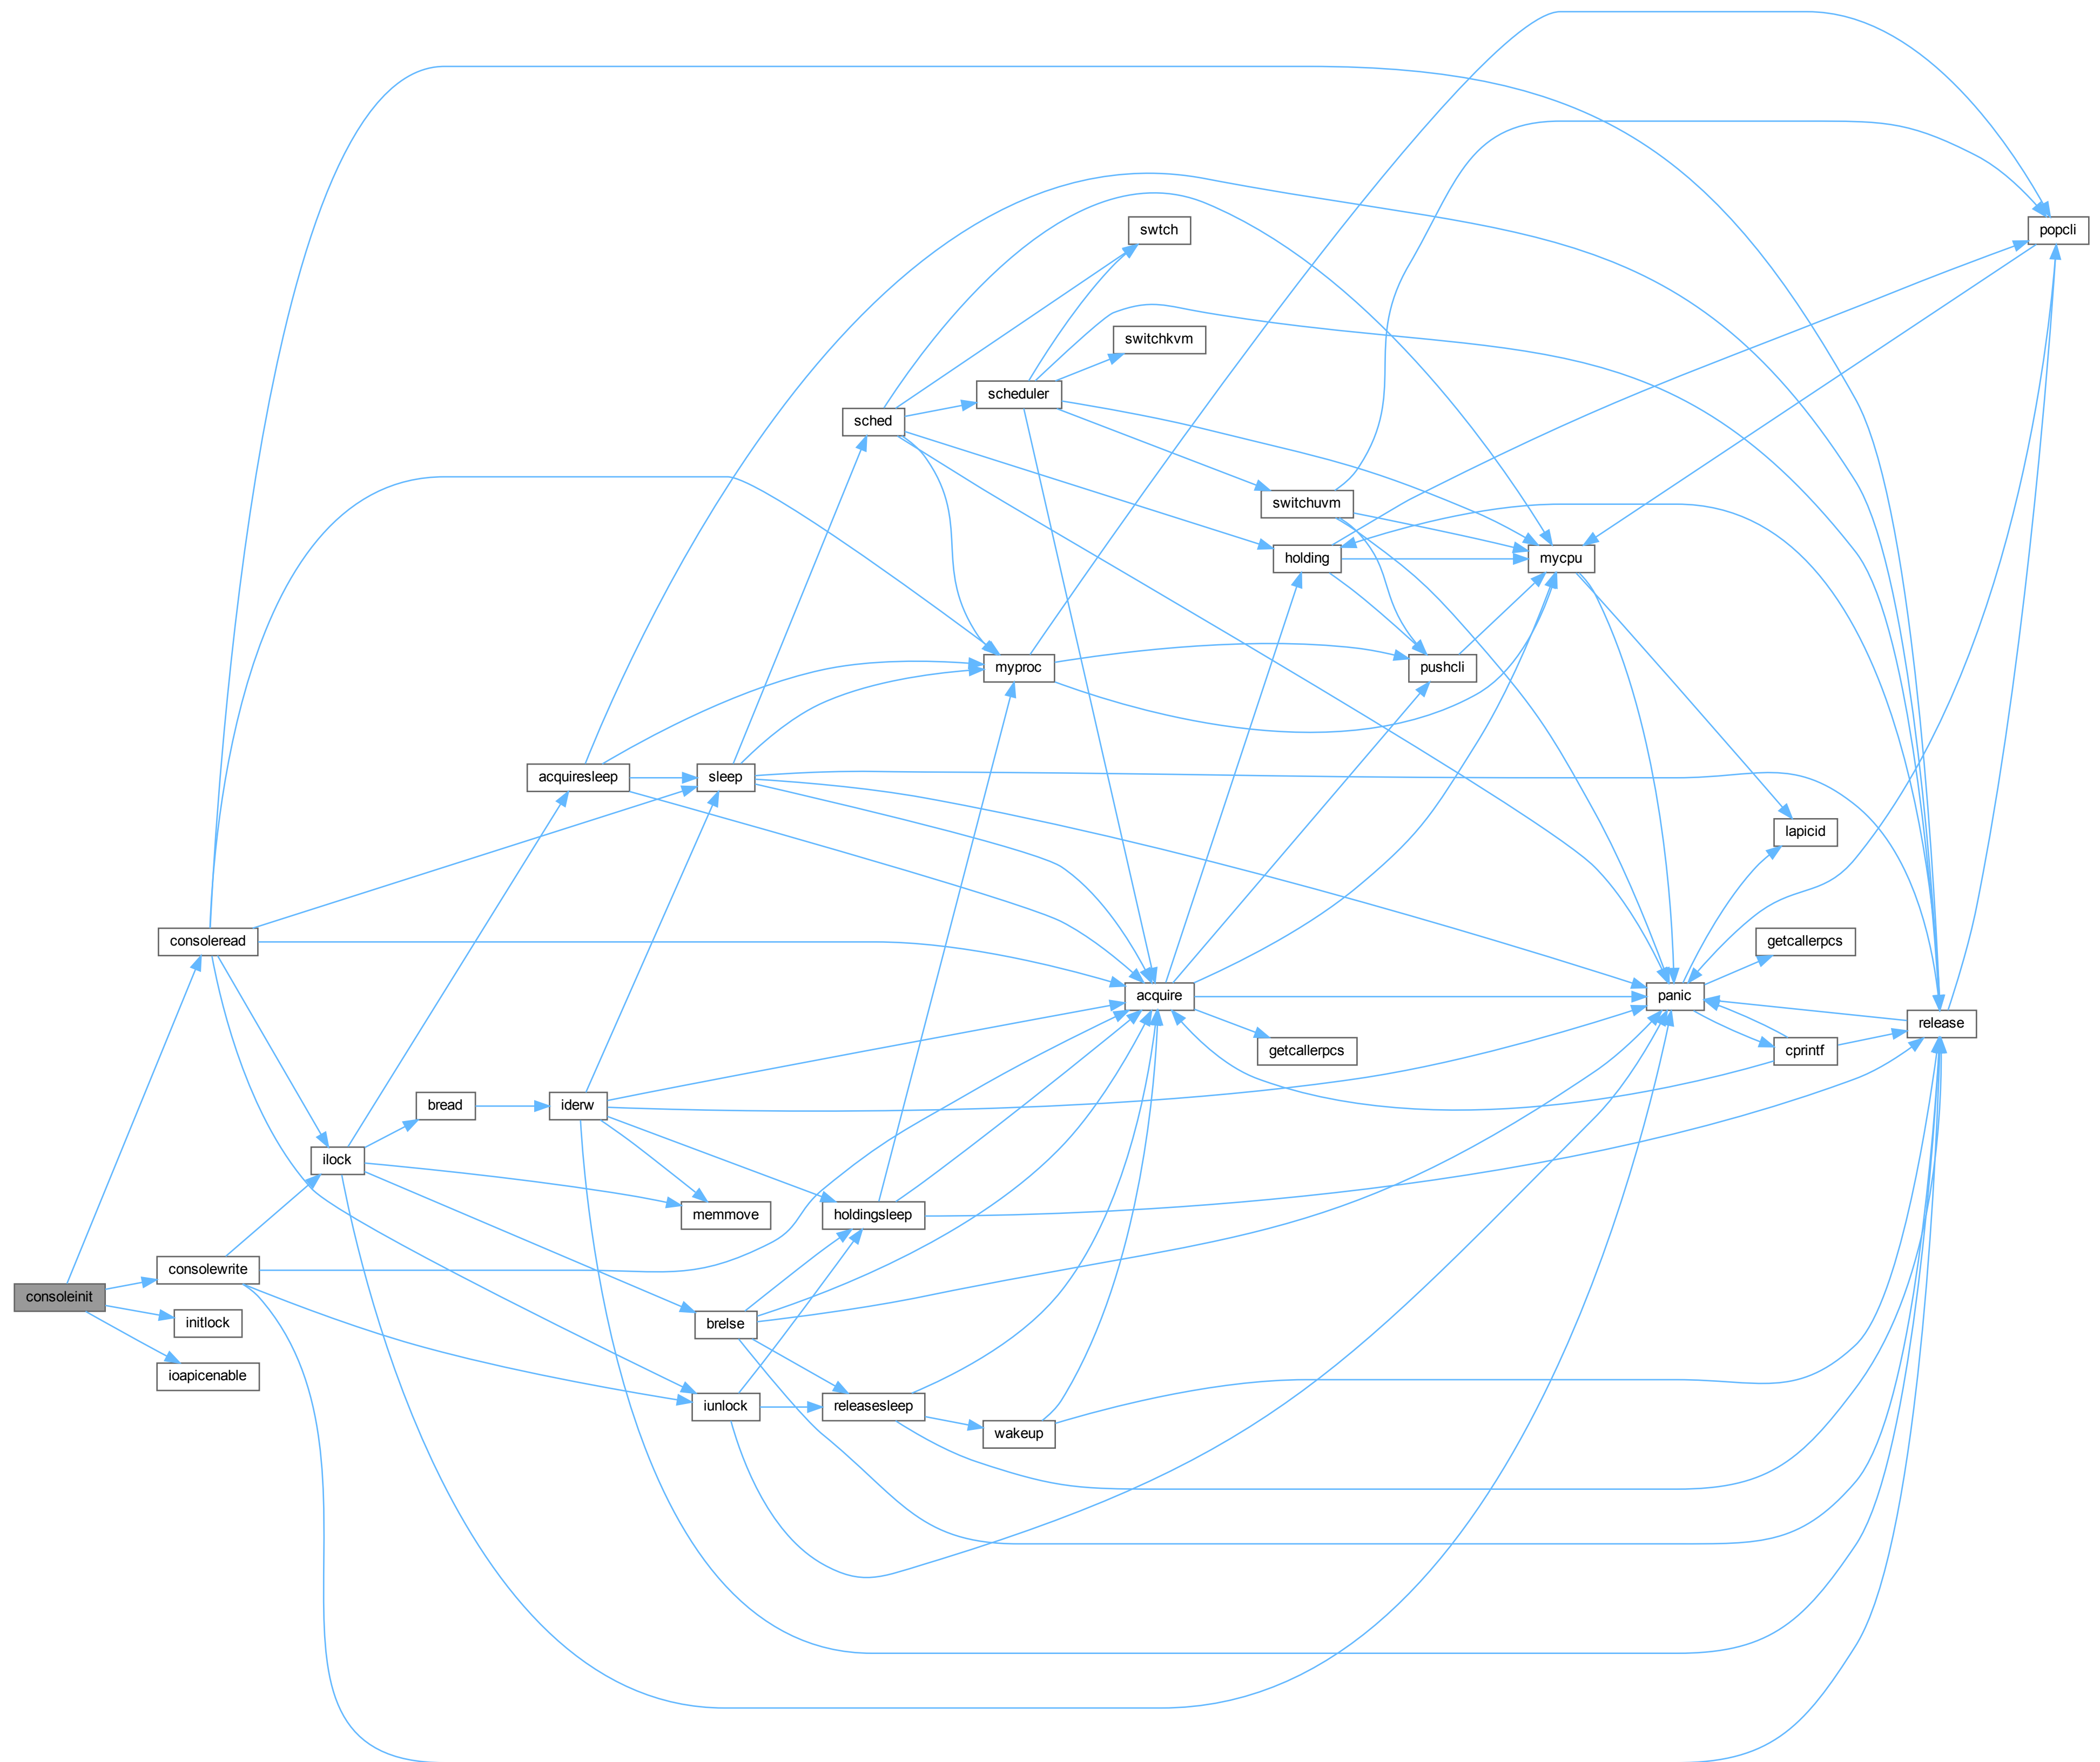 swtch
popcli
switchkvm
scheduler
sched
switchuvm
holding
mycpu
myproc
pushcli
acquiresleep
sleep
lapicid
consoleread
getcallerpcs
acquire
panic
release
getcallerpcs
cprintf
bread
iderw
ilock
memmove
holdingsleep
consolewrite
consoleinit
initlock
brelse
ioapicenable
iunlock
releasesleep
wakeup